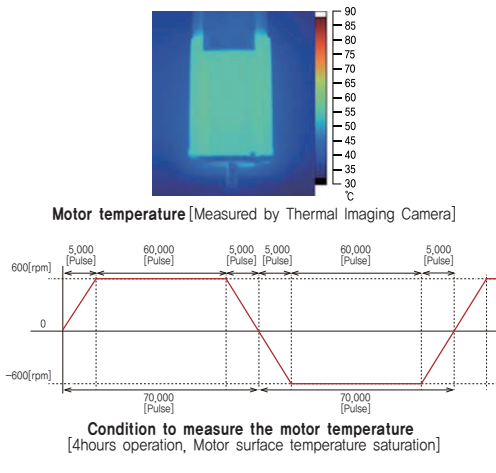 90
85
80
75
70
65
60
55
50
45
40
35
30
℃
Motor temperature [Measured by Thermal Imaging Camera]
5,000 60,000 5,000 5,000 60,000 5,000
[Pulse] [Pulse] [Pulse] [Pulse] [Pulse] [Pulse]
600[rpm]
0
-600[rpm]
70,000 70,000
[Pulse] [Pulse]
Condition to measure the motor temperature
[4hours operation, Motor surface temperature saturation]